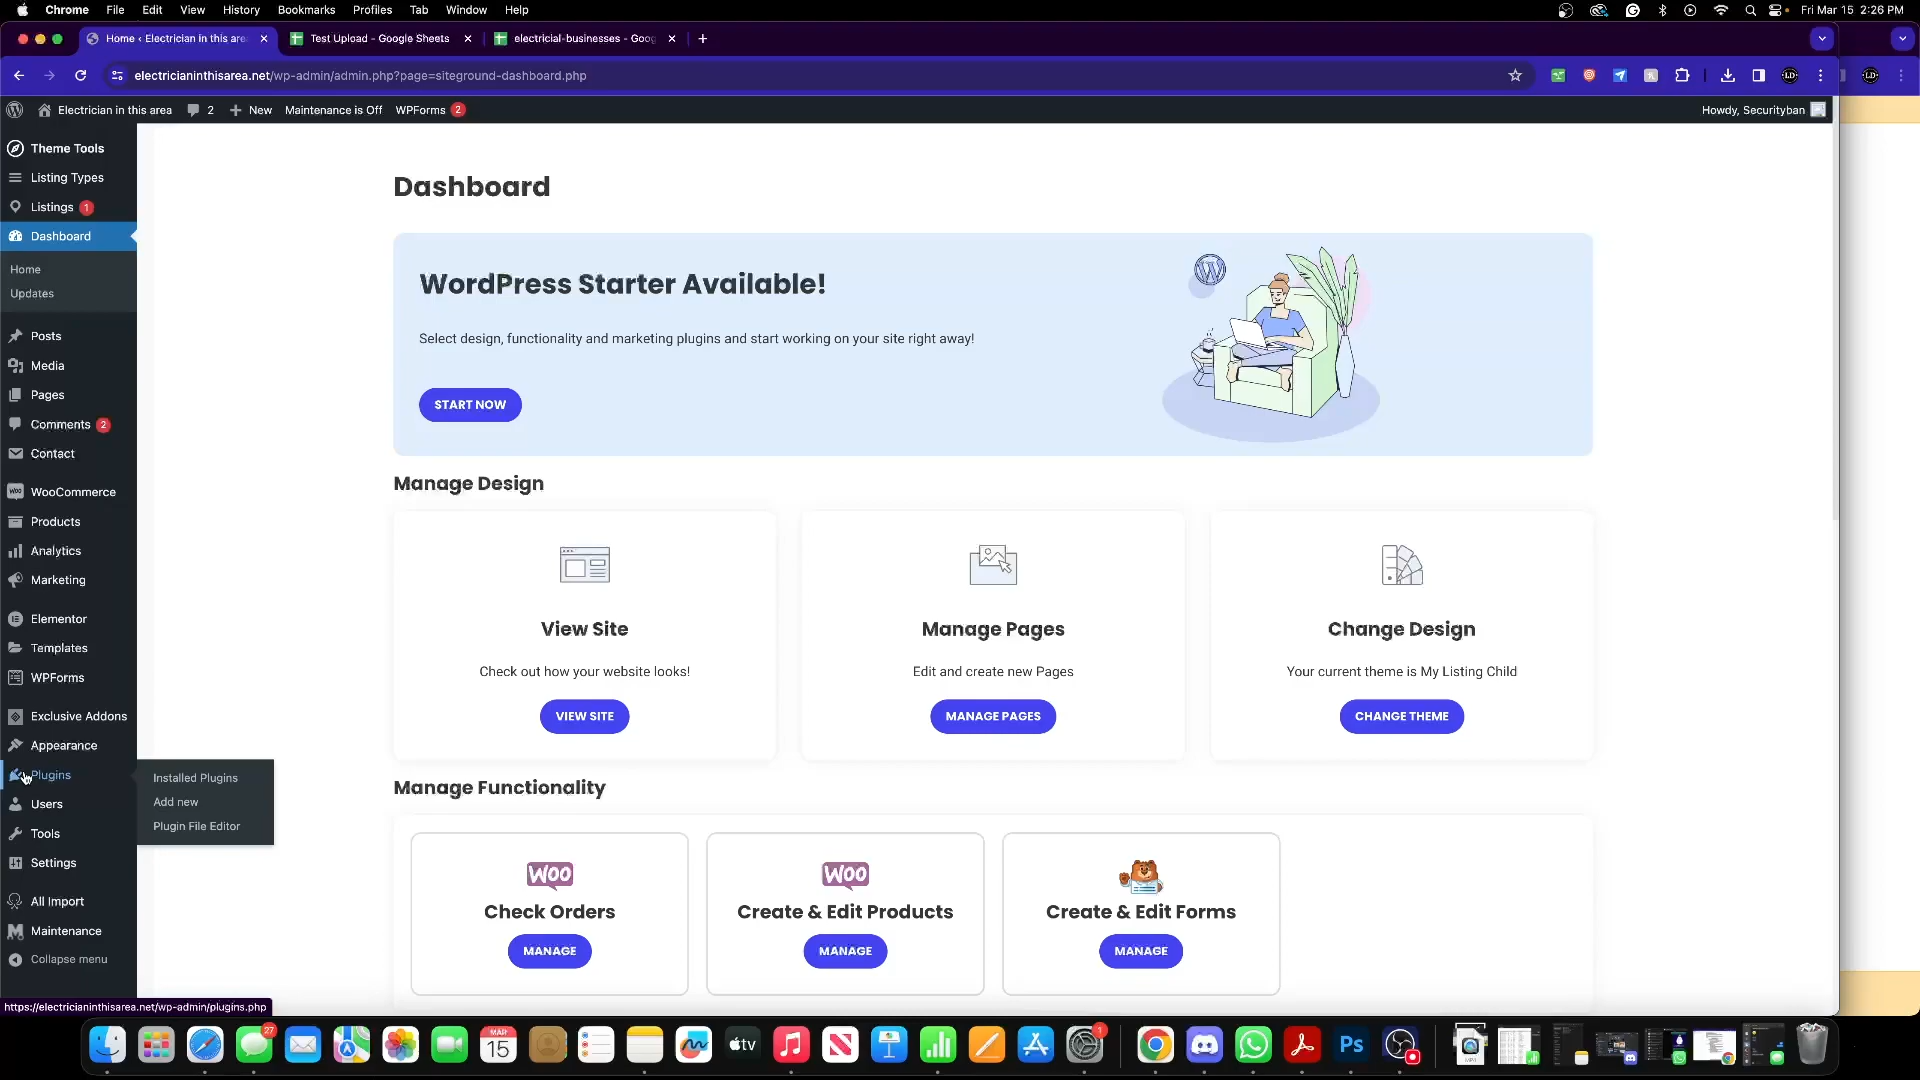 Chrome File Edit View History Bookmarks Profiles Tab Window Help
Fri Mar 15 2:26 PM
Home ‹ Electrician in this are
Test Upload - Google Sheets
electricial-businesses - Goog
electricianinthisarea.net/wp-admin/admin.php?page=siteground-dashboard.php
Electrician in this area 2 New Maintenance is Off WPForms 2
Howdy, Securityban
Theme Tools
Listing Types
Listings 1
Dashboard
Home
Updates
Posts
Media
Pages
Comments 2
Contact
WooCommerce
Products
Analytics
Marketing
Elementor
Templates
WPForms
Exclusive Addons
Appearance
Plugins
Installed Plugins
Add new
Plugin File Editor
Users
Tools
Settings
All Import
Maintenance
Collapse menu
https://electricianinthisarea.net/wp-admin/plugins.php
Dashboard
WordPress Starter Available!
Select design, functionality and marketing plugins and start working on your site right away!
START NOW
Manage Design
View Site
Check out how your website looks!
VIEW SITE
Manage Pages
Edit and create new Pages
MANAGE PAGES
Change Design
Your current theme is My Listing Child
CHANGE THEME
Manage Functionality
WOO
Check Orders
MANAGE
WOO
Create & Edit Products
MANAGE
Create & Edit Forms
MANAGE
27
MAR
15
tv
1
Ps